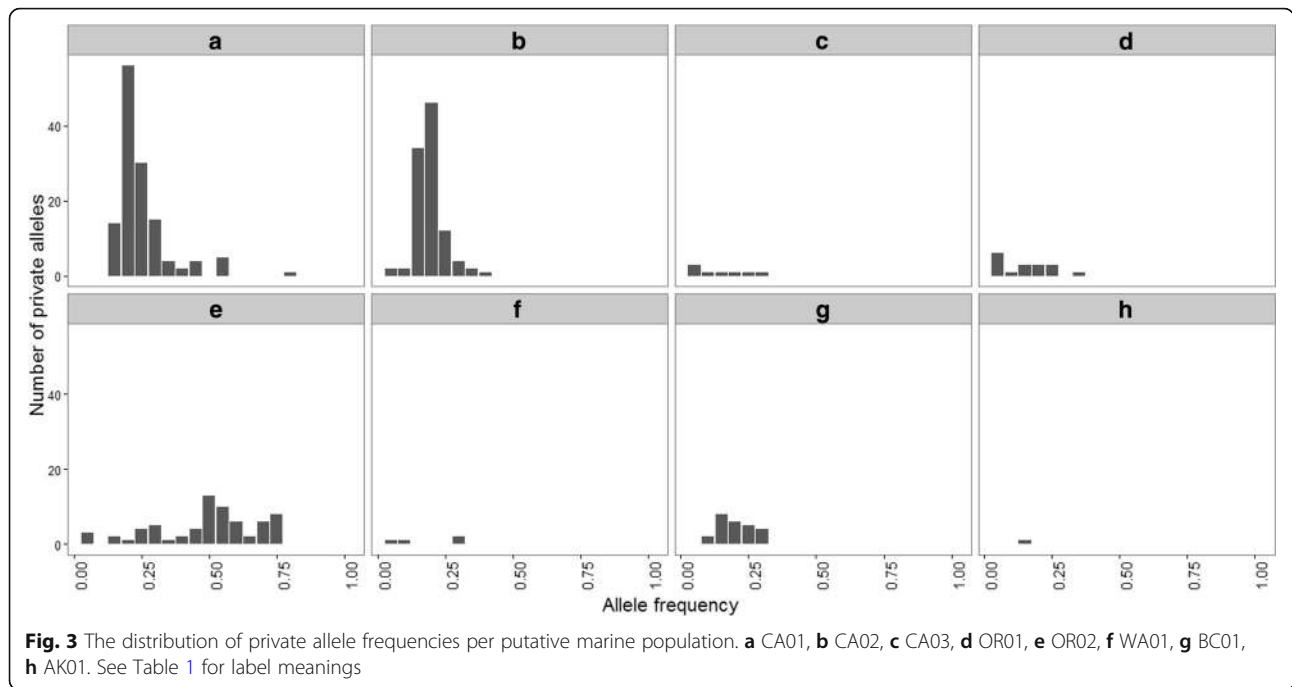 a b c d
40
20
0
e f g h
40
20
0
Number of private alleles
0.00 0.25 0.50 0.75 1.00 0.00 0.25 0.50 0.75 1.00 0.00 0.25 0.50 0.75 1.00 0.00 0.25 0.50 0.75 1.00
Allele frequency
Fig. 3 The distribution of private allele frequencies per putative marine population. a CA01, b CA02, c CA03, d OR01, e OR02, f WA01, g BC01,
h AK01. See Table 1 for label meanings